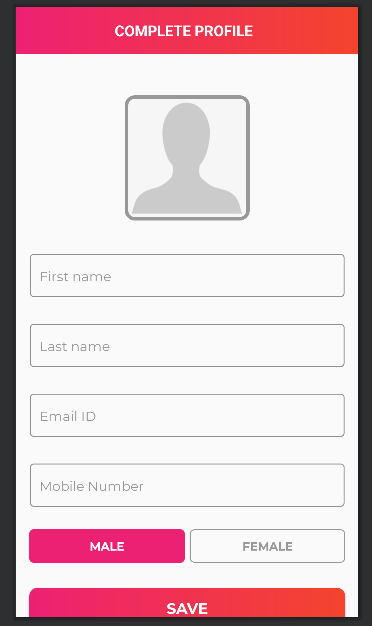 COMPLETE PROFILE
First name
Last name
Email ID
Mobile Number
MALE FEMALE
SAVE